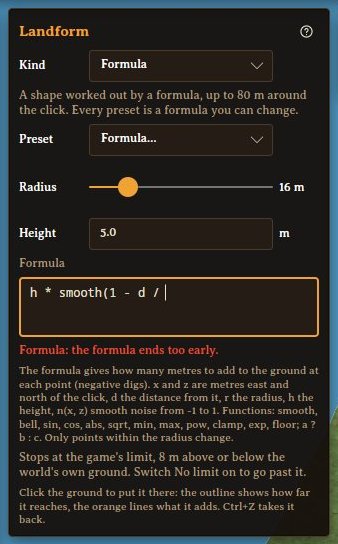 Landform
Kind
Formula
A shape worked out by a formula, up to 80 m around
the click. Every preset is a formula you can change.
Preset
Formula...
Radius
16 m
Height
5.0
m
Formula
h * smooth(1 - d /
Formula: the formula ends too early.
The formula gives how many metres to add to the ground at
each point (negative digs). x and z are metres east and
north of the click, d the distance from it, r the radius, h the
height, n(x, z) smooth noise from -1 to 1. Functions: smooth,
bell, sin, cos, abs, sqrt, min, max, pow, clamp, exp, floor; a ?
b : c. Only points within the radius change.
Stops at the game's limit, 8 m above or below the
world's own ground. Switch No limit on to go past it.
Click the ground to put it there: the outline shows how far
it reaches, the orange lines what it adds. Ctrl+Z takes it
back.